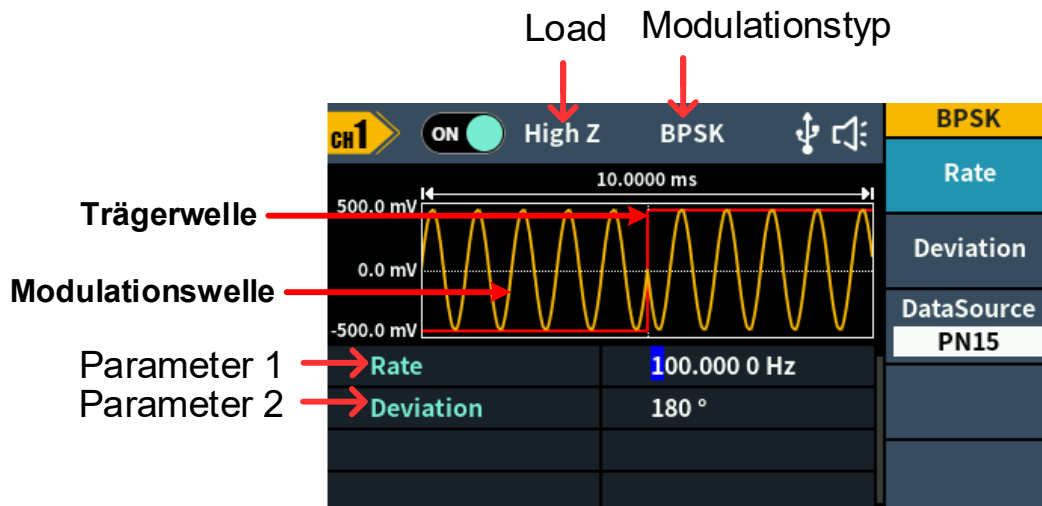 Load Modulationstyp
CH1 ON High Z BPSK
BPSK
Rate
Deviation
DataSource
PN15
10.0000 ms
500.0 mV
0.0 mV
-500.0 mV
Trägerwelle
Modulationswelle
Parameter 1 Rate 100.000 0 Hz
Parameter 2 Deviation 180 °